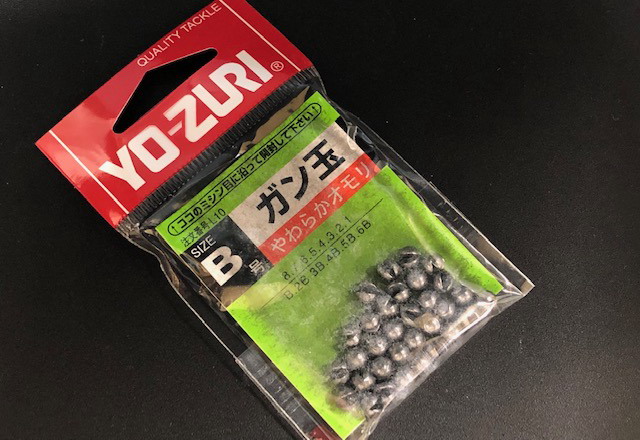 QUALITY TACKLE
YO-ZURI®
ココのミシン目に沿って開封して下さい!
注文番号:10
SIZE
B
号
ガン玉
やわらかオモリ
8.7.6.5.4.3.2.1
B.2B.3B.4B.5B.6B